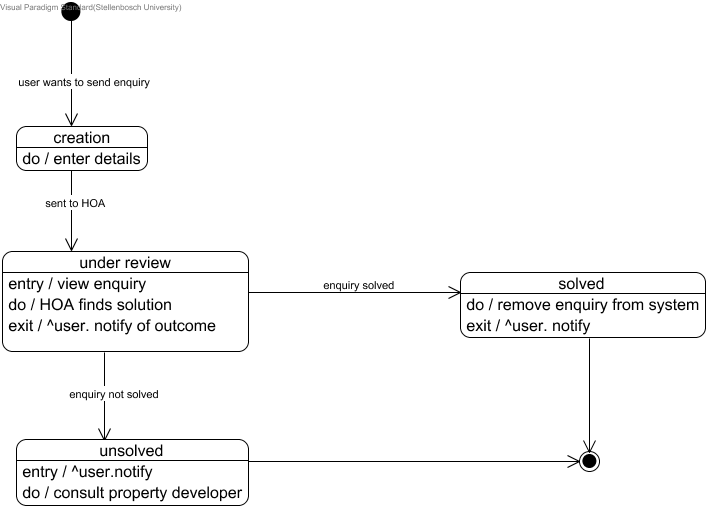 Visual Paradigm Standard(Stellenbosch University)
user wants to send enquiry
creation
do / enter details
sent to HOA
under review
entry / view enquiry
do / HOA finds solution
exit / ^user. notify of outcome
enquiry solved
solved
do / remove enquiry from system
exit / ^user. notify
enquiry not solved
unsolved
entry / ^user.notify
do / consult property developer